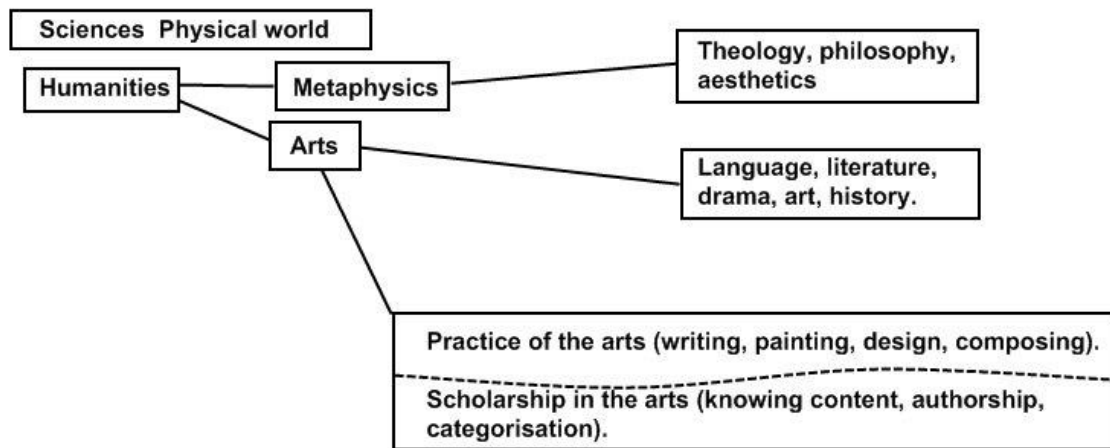 Sciences  Physical world
Humanities
Metaphysics
Theology, philosophy,
aesthetics
Arts
Language, literature,
drama, art, history.
Practice of the arts (writing, painting, design, composing).
Scholarship in the arts (knowing content, authorship,
categorisation).